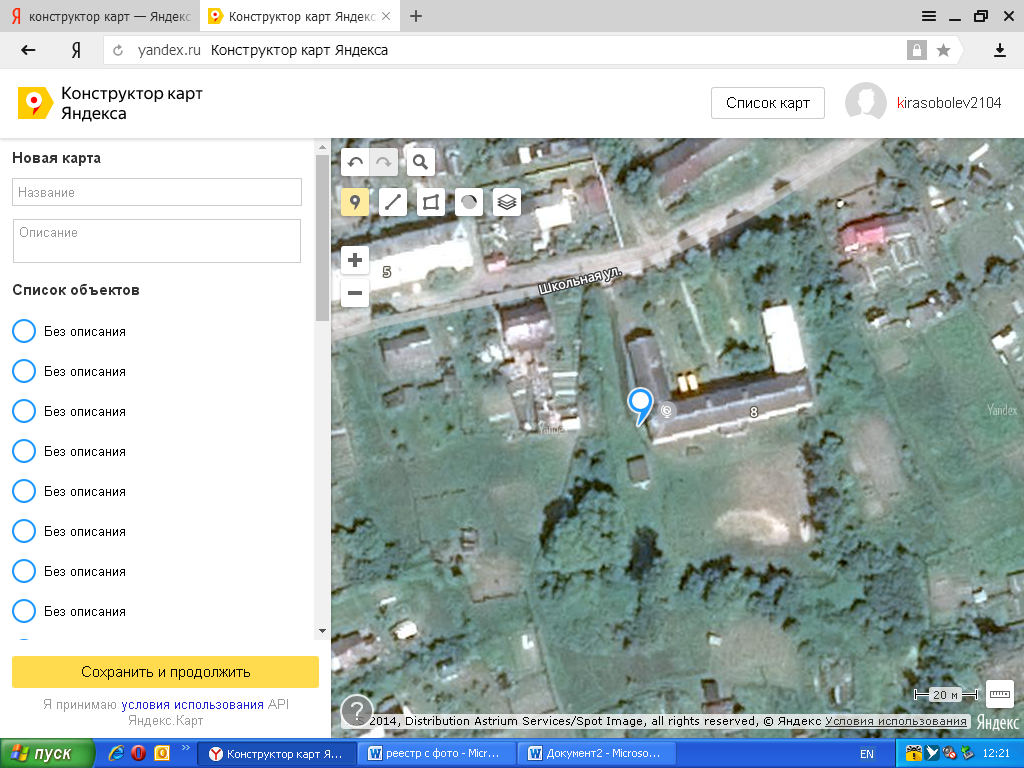 конструктор карт — Яндекс
Конструктор карт Яндекс
yandex.ru Конструктор карт Яндекса
Конструктор карт
Яндекса
Список карт
kirasobolev2104
Новая карта
Название
Описание
Список объектов
Без описания
Без описания
Без описания
Без описания
Без описания
Без описания
Без описания
Без описания
Сохранить и продолжить
Я принимаю условия использования API
Яндекс.Карт
5
Школьная ул.
8
Yandex
Yandex
20 м
© 2014, Distribution Astrium Services/Spot Image, all rights reserved, © Яндекс Условия использования
Яндекс
пуск
Конструктор карт Я...
реестр с фото - Micr...
Документ2 - Microso...
EN
12:21